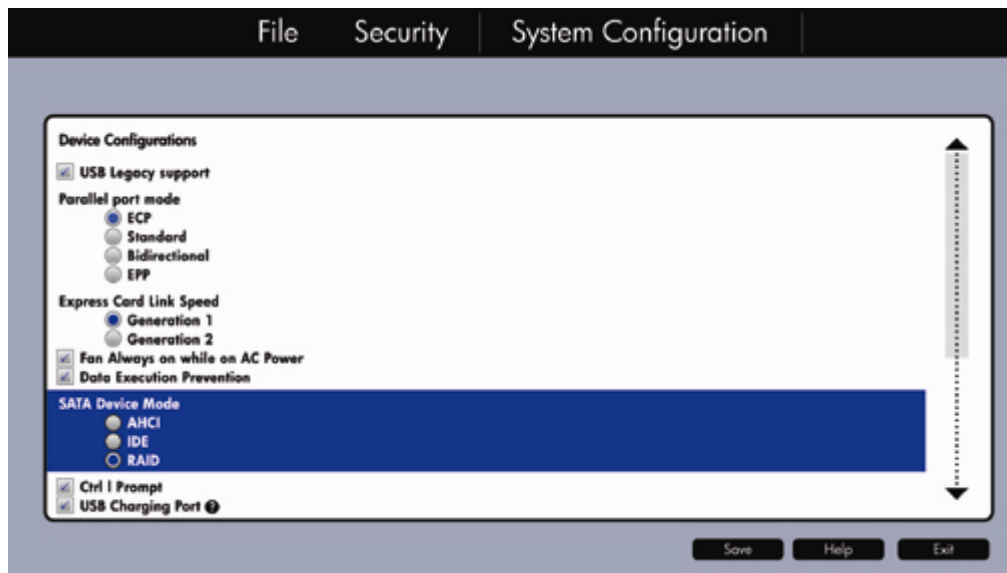 File Security System Configuration
Device Configurations
USB Legacy support
Parallel port mode
ECP
Standard
Bidirectional
EPP
Express Card Link Speed
Generation 1
Generation 2
Fan Always on while on AC Power
Data Execution Prevention
SATA Device Mode
AHCI
IDE
RAID
Ctrl I Prompt
USB Charging Port ?
Save Help Exit